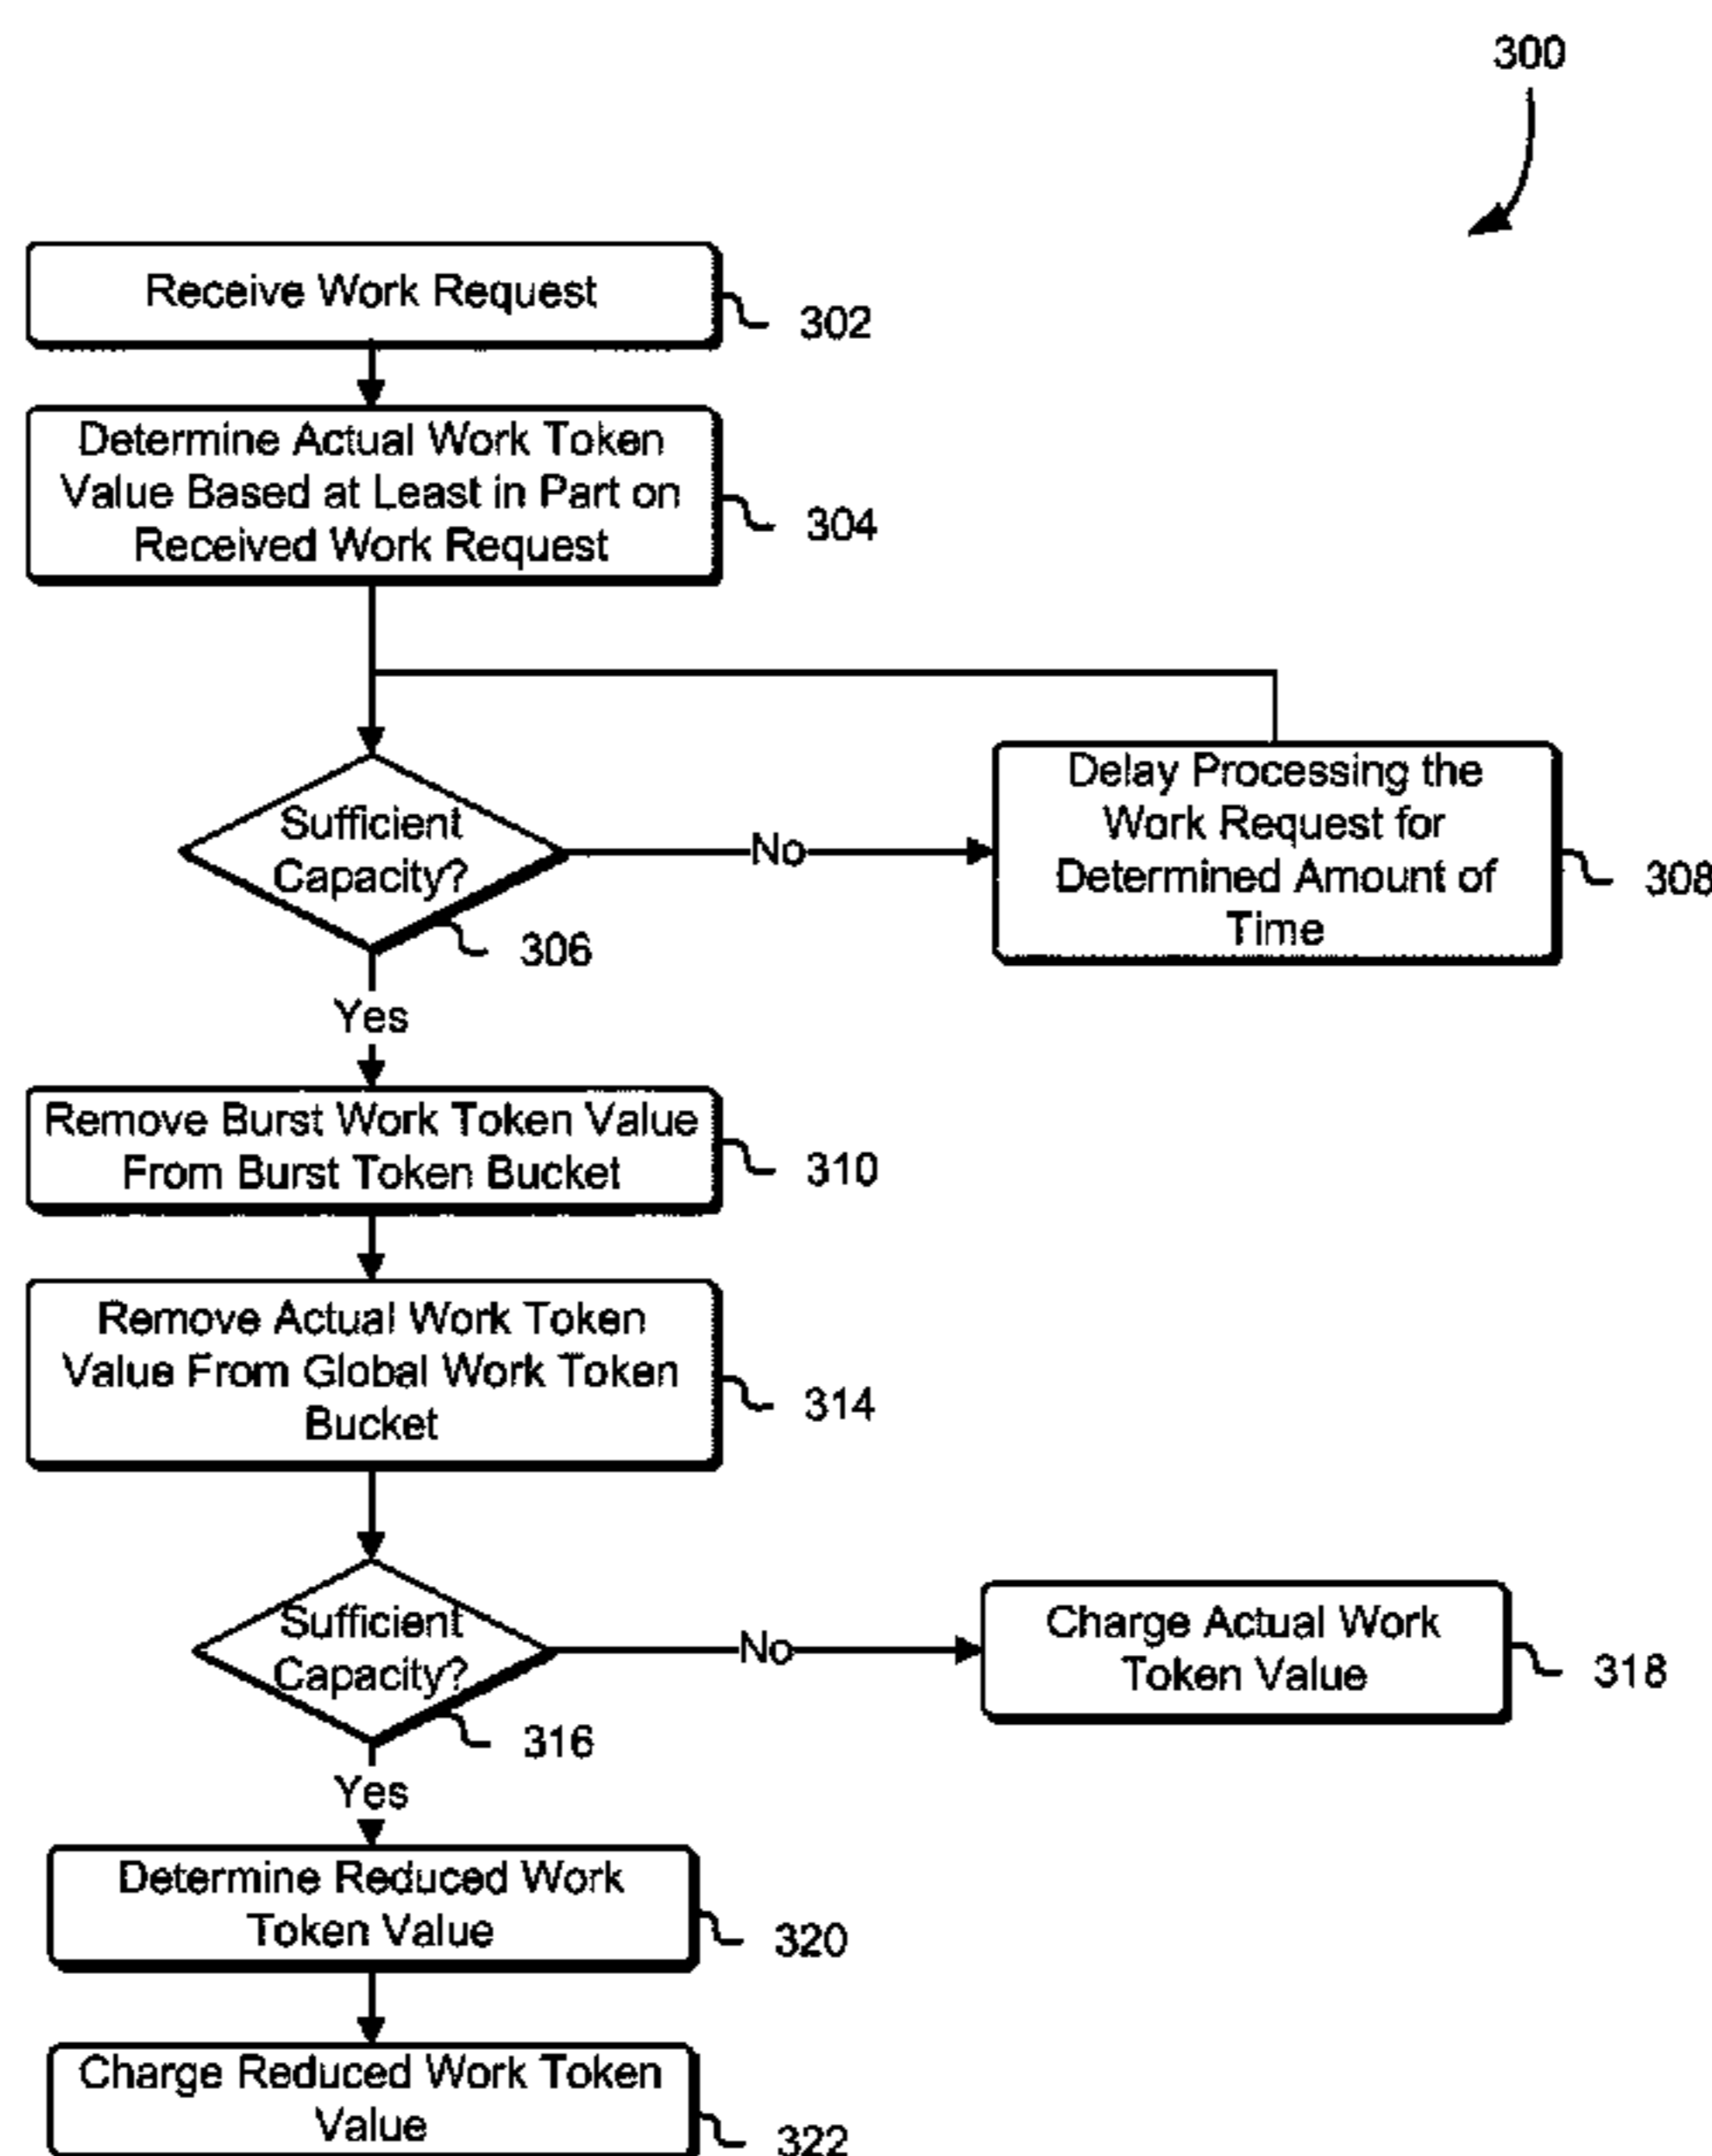 300
Receive Work Request
302
Determine Actual Work Token
Value Based at Least in Part on
Received Work Request
304
Sufficient
Capacity?
306
No
Delay Processing the
Work Request for
Determined Amount of
Time
308
Yes
Remove Burst Work Token Value
From Burst Token Bucket
310
Remove Actual Work Token
Value From Global Work Token
Bucket
314
Sufficient
Capacity?
316
No
Charge Actual Work
Token Value
318
Yes
Determine Reduced Work
Token Value
320
Charge Reduced Work Token
Value
322